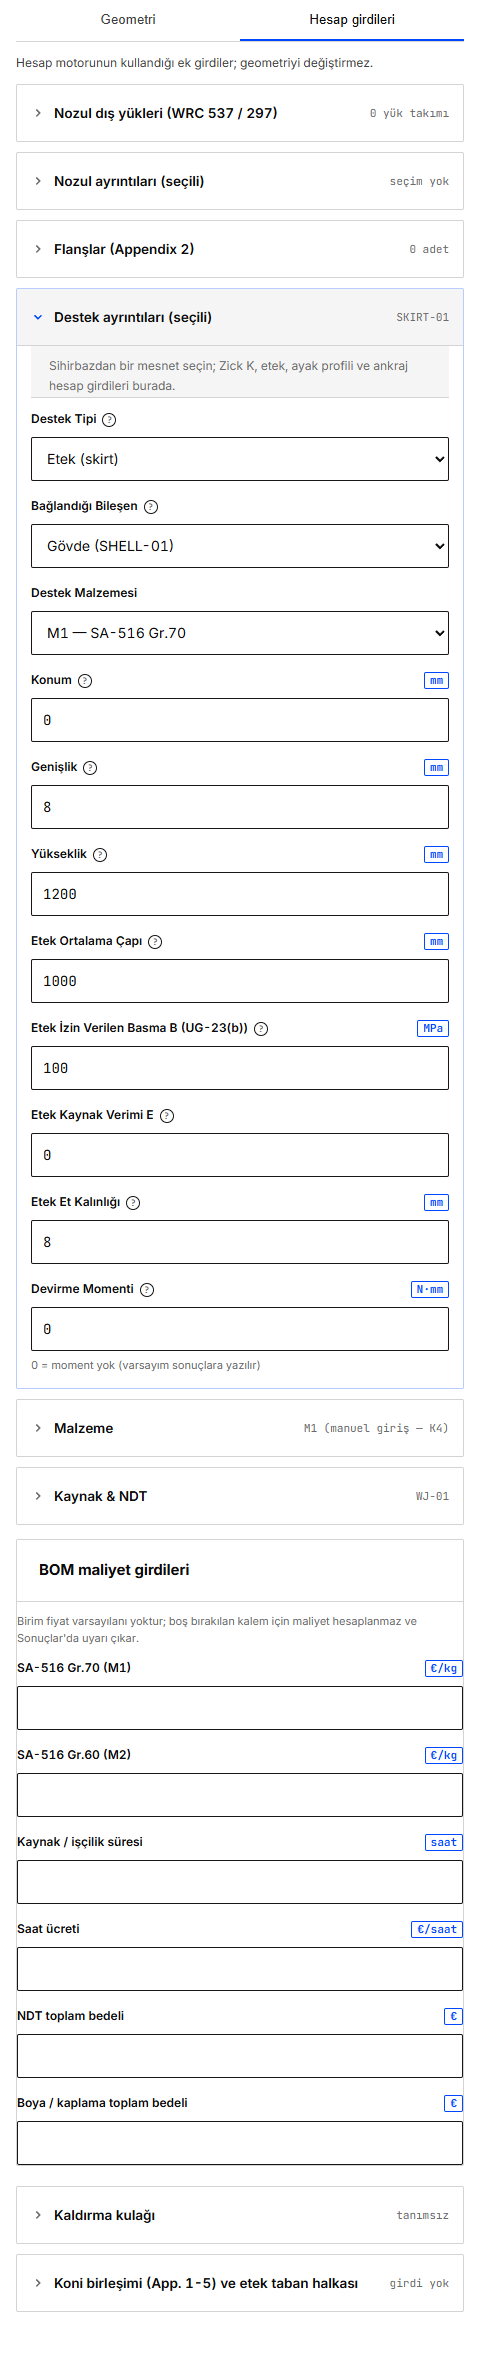 Geometri
Hesap girdileri
Hesap motorunun kullandığı ek girdiler; geometriyi değiştirmez.
Nozul dış yükleri (WRC 537 / 297)
0 yük takımı
Nozul ayrıntıları (seçili)
seçim yok
Flanşlar (Appendix 2)
0 adet
Destek ayrıntıları (seçili)
SKIRT-01
Sihirbazdan bir mesnet seçin; Zick K, etek, ayak profili ve ankraj
hesap girdileri burada.
Destek Tipi ?
Etek (skirt)
Bağlandığı Bileşen ?
Gövde (SHELL-01)
Destek Malzemesi
M1 — SA-516 Gr.70
Konum ? mm
0
Genişlik ? mm
8
Yükseklik ? mm
1200
Etek Ortalama Çapı ? mm
1000
Etek İzin Verilen Basma B (UG-23(b)) ? MPa
100
Etek Kaynak Verimi E ?
0
Etek Et Kalınlığı ? mm
8
Devirme Momenti ? N·mm
0
0 = moment yok (varsayım sonuçlara yazılır)
Malzeme
M1 (manuel giriş — K4)
Kaynak & NDT
WJ-01
BOM maliyet girdileri
Birim fiyat varsayılanı yoktur; boş bırakılan kalem için maliyet hesaplanmaz ve
Sonuçlar'da uyarı çıkar.
SA-516 Gr.70 (M1) €/kg
SA-516 Gr.60 (M2) €/kg
Kaynak / işçilik süresi saat
Saat ücreti €/saat
NDT toplam bedeli €
Boya / kaplama toplam bedeli €
Kaldırma kulağı
tanımsız
Koni birleşimi (App. 1-5) ve etek taban halkası
girdi yok